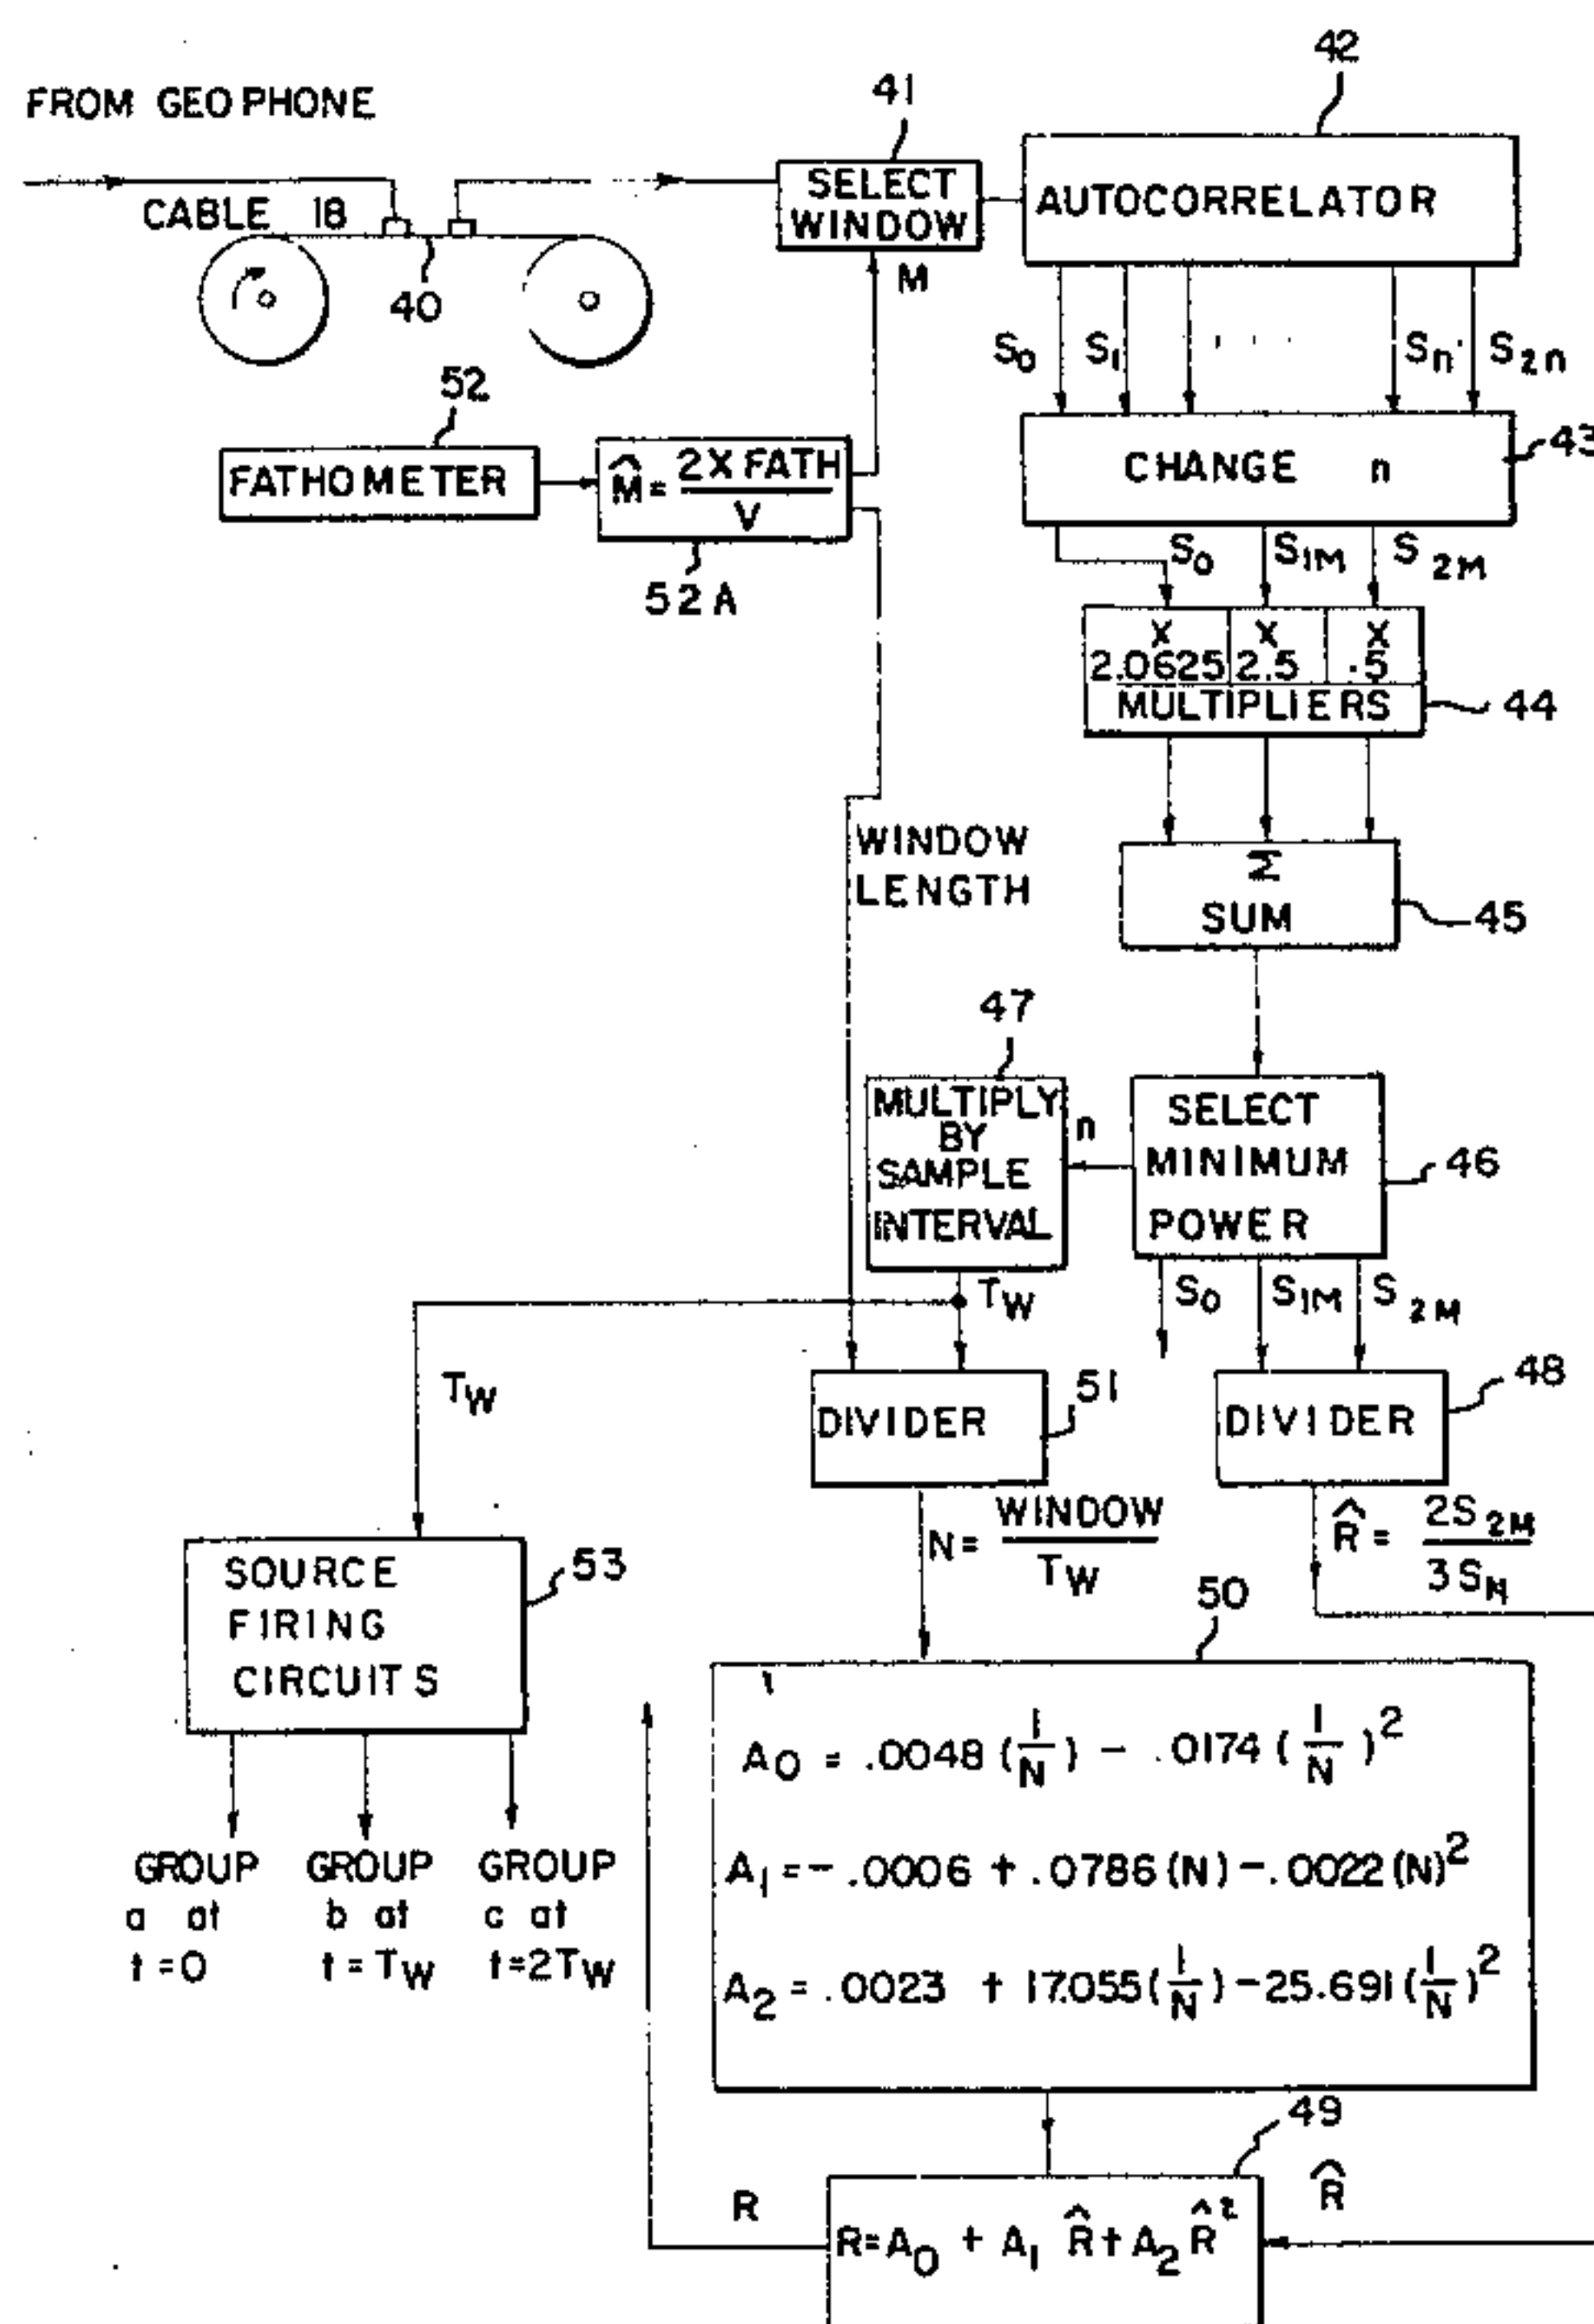 FROM GEOPHONE
CABLE 18
40
41
SELECT
WINDOW
M
42
AUTOCORRELATOR
S0 S1 Sn S2n
43
CHANGE n
52
FATHOMETER
M̂ = 2X FATH / V
52A
S0 S1M S2M
X X X
2.0625 2.5 .5
MULTIPLIERS
44
WINDOW
LENGTH
Σ
SUM
45
47
MULTIPLY
BY
SAMPLE
INTERVAL
n
SELECT
MINIMUM
POWER
46
TW
S0 S1M S2M
TW
DIVIDER
51
DIVIDER
48
N = WINDOW / TW
R̂ = 2S2M / 3SN
SOURCE
FIRING
CIRCUITS
53
50
A0 = .0048 (1/N) - .0174 (1/N)2
A1 = -.0006 + .0786(N) - .0022(N)2
A2 = .0023 + 17.055(1/N) - 25.691(1/N)2
GROUP GROUP GROUP
a at b at c at
t=0 t=TW t=2TW
49
R
R̂
R=A0 + A1 R̂ + A2 R̂2